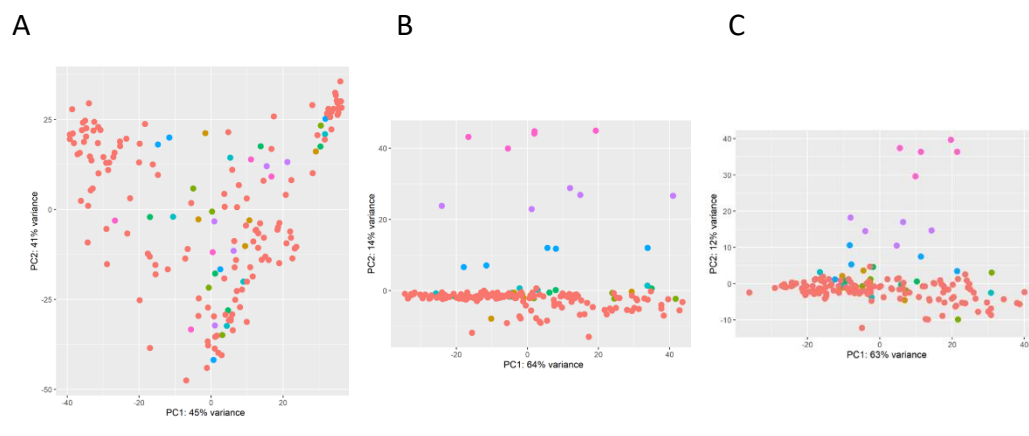 A
B
C
25
0
-25
-50
-40
-20
0
20
PC1: 45% variance
PC2: 41% variance
40
20
0
-20
0
20
40
PC1: 64% variance
PC2: 14% variance
40
30
20
10
0
-10
-20
0
20
40
PC1: 63% variance
PC2: 12% variance